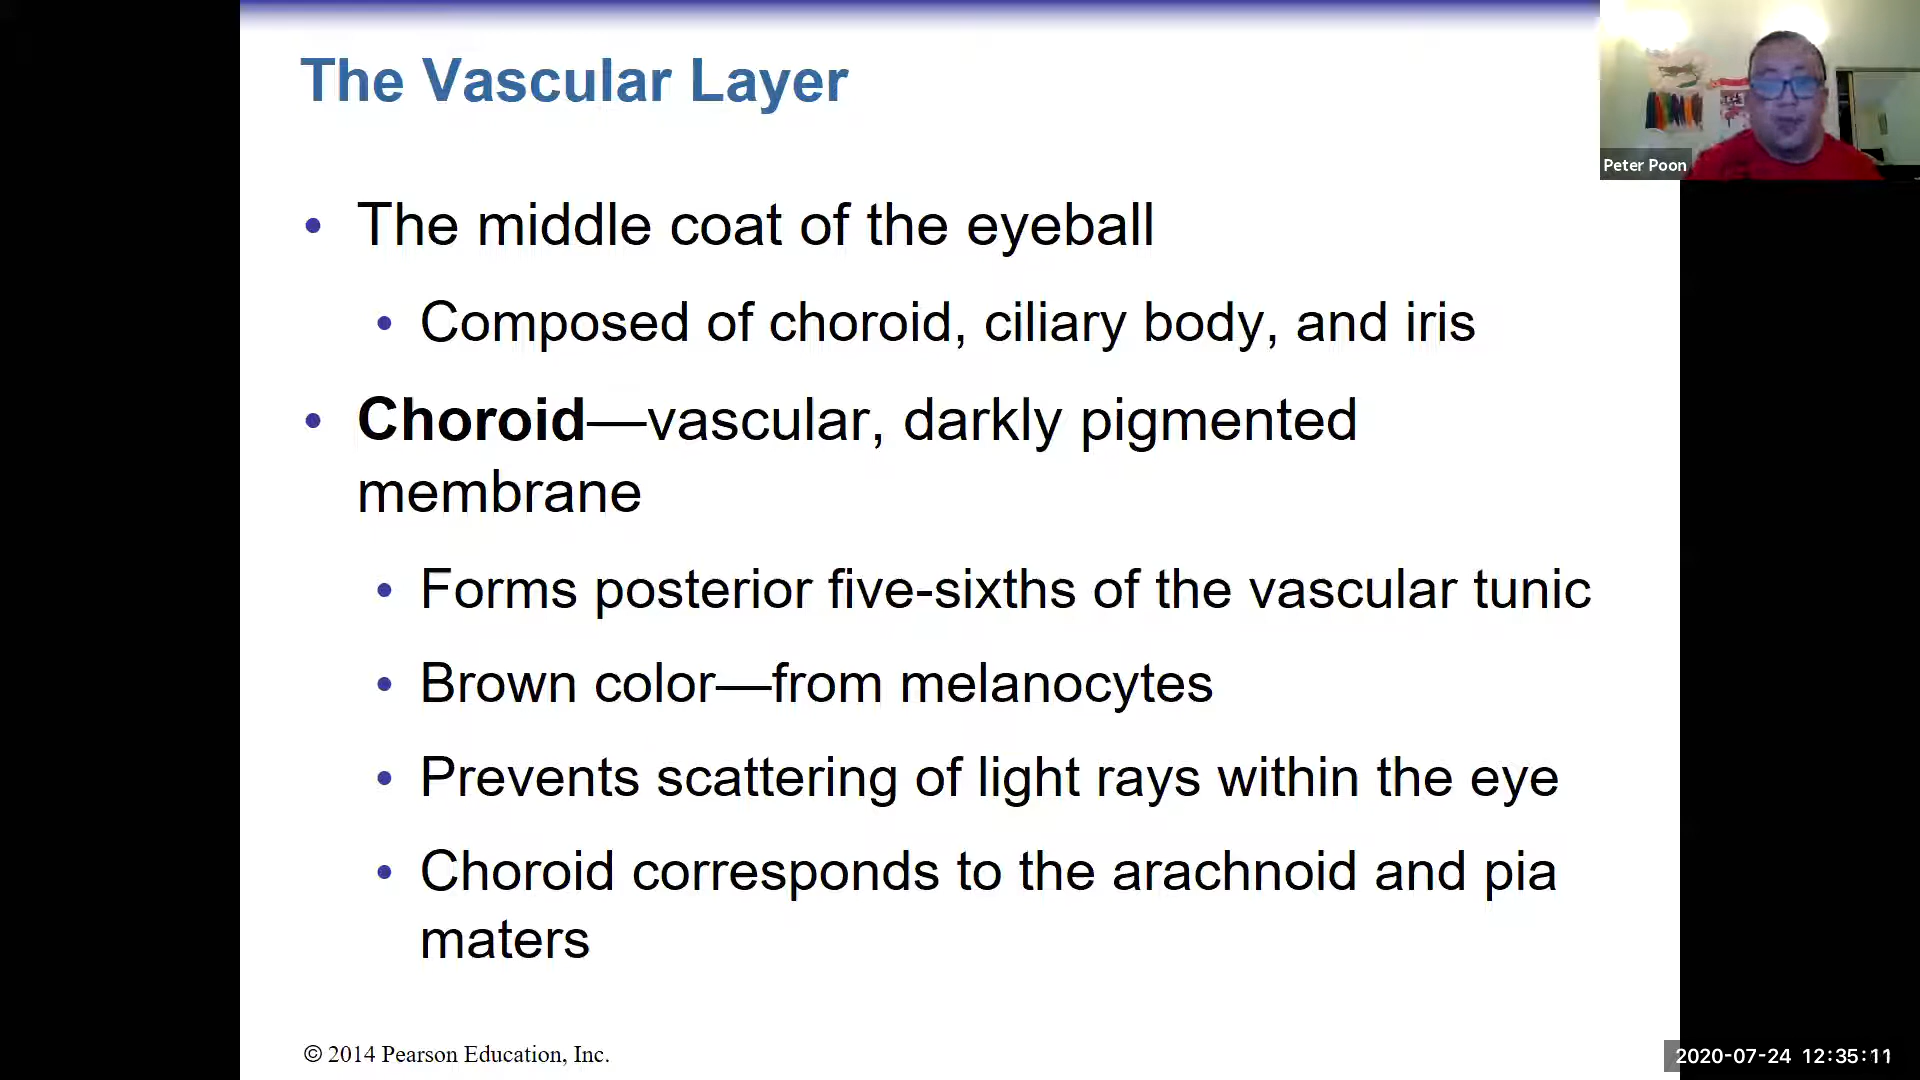 The Vascular Layer
Peter Poon
• The middle coat of the eyeball
• Composed of choroid, ciliary body, and iris
• Choroid—vascular, darkly pigmented
membrane
• Forms posterior five-sixths of the vascular tunic
• Brown color—from melanocytes
• Prevents scattering of light rays within the eye
• Choroid corresponds to the arachnoid and pia
maters
© 2014 Pearson Education, Inc.
2020-07-24 12:35:11